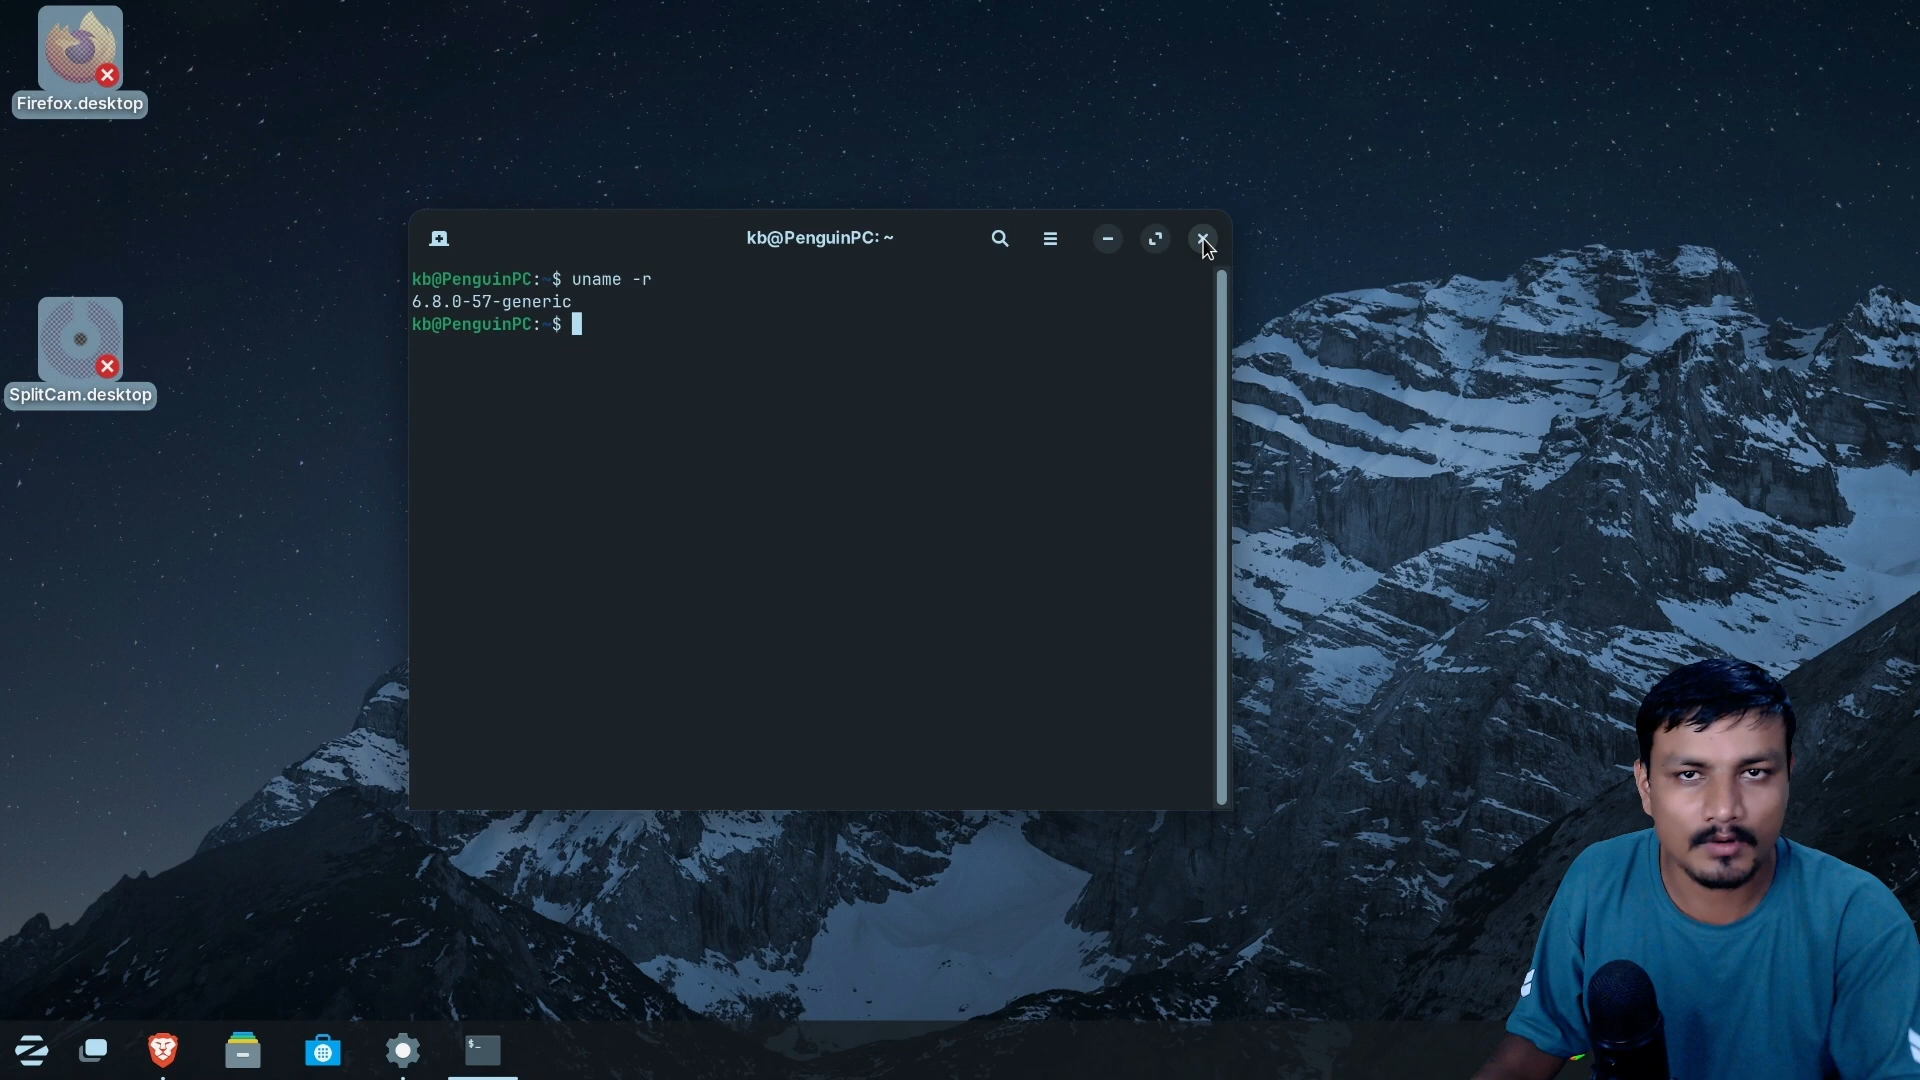 Firefox.desktop
SplitCam.desktop
kb@PenguinPC: ~
kb@PenguinPC:~$ uname -r
6.8.0-57-generic
kb@PenguinPC:~$
$_